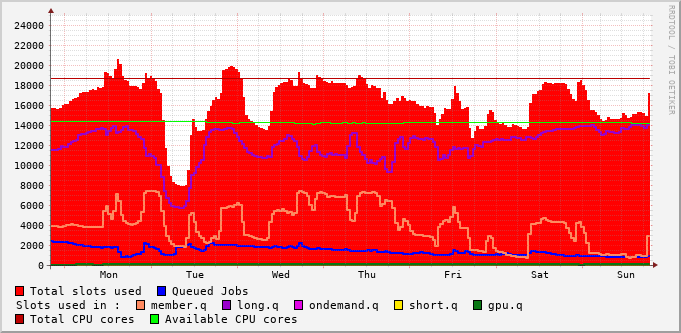 24000
22000
20000
18000
16000
14000
12000
10000
8000
6000
4000
2000
0
Mon Tue Wed Thu Fri Sat Sun
RRDTOOL / TOBI OETIKER
Total slots used Queued Jobs
Slots used in : member.q long.q ondemand.q short.q gpu.q
Total CPU cores Available CPU cores